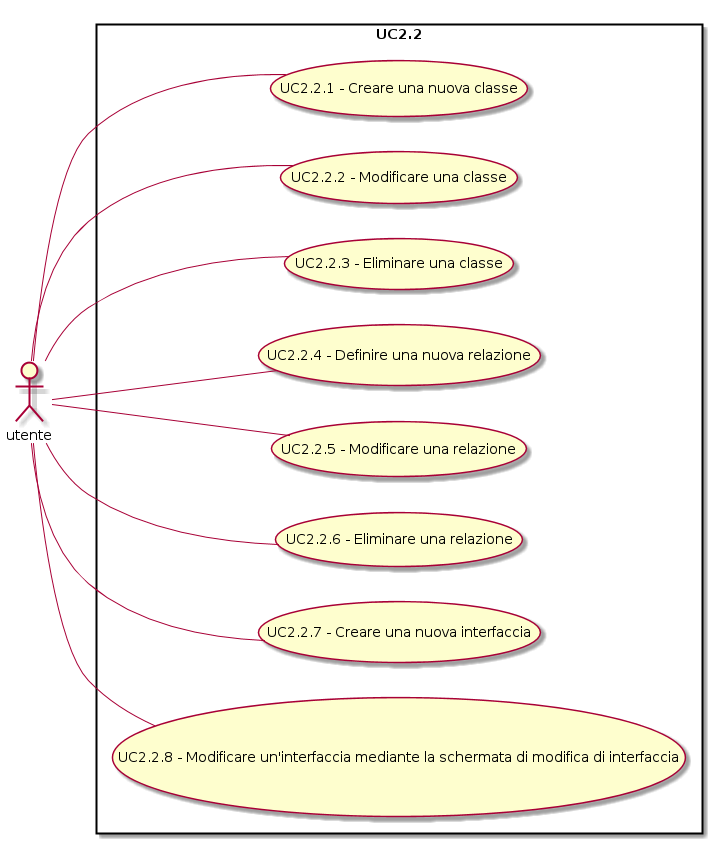 UC2.2
UC2.2.1 - Creare una nuova classe
UC2.2.2 - Modificare una classe
UC2.2.3 - Eliminare una classe
UC2.2.4 - Definire una nuova relazione
utente
UC2.2.5 - Modificare una relazione
UC2.2.6 - Eliminare una relazione
UC2.2.7 - Creare una nuova interfaccia
UC2.2.8 - Modificare un'interfaccia mediante la schermata di modifica di interfaccia